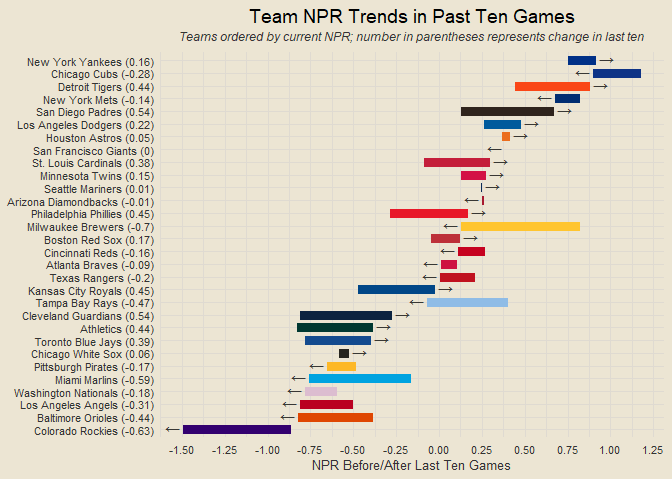 Team NPR Trends in Past Ten Games
Teams ordered by current NPR; number in parentheses represents change in last ten
New York Yankees (0.16)
Chicago Cubs (-0.28)
Detroit Tigers (0.44)
New York Mets (-0.14)
San Diego Padres (0.54)
Los Angeles Dodgers (0.22)
Houston Astros (0.05)
San Francisco Giants (0)
St. Louis Cardinals (0.38)
Minnesota Twins (0.15)
Seattle Mariners (0.01)
Arizona Diamondbacks (-0.01)
Philadelphia Phillies (0.45)
Milwaukee Brewers (-0.7)
Boston Red Sox (0.17)
Cincinnati Reds (-0.16)
Atlanta Braves (-0.09)
Texas Rangers (-0.2)
Kansas City Royals (0.45)
Tampa Bay Rays (-0.47)
Cleveland Guardians (0.54)
Athletics (0.44)
Toronto Blue Jays (0.39)
Chicago White Sox (0.06)
Pittsburgh Pirates (-0.17)
Miami Marlins (-0.59)
Washington Nationals (-0.18)
Los Angeles Angels (-0.31)
Baltimore Orioles (-0.44)
Colorado Rockies (-0.63)
-1.50 -1.25 -1.00 -0.75 -0.50 -0.25 0.00 0.25 0.50 0.75 1.00 1.25
NPR Before/After Last Ten Games